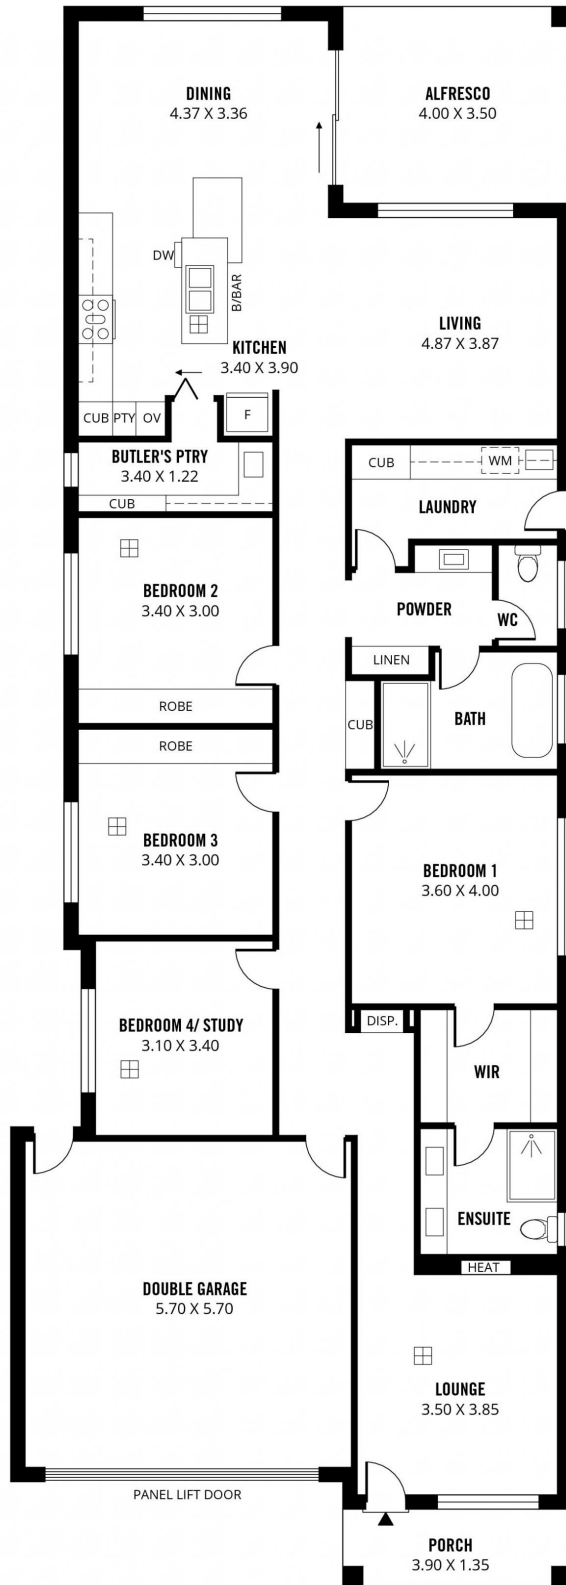 DINING
4.37 X 3.36
ALFRESCO
4.00 X 3.50
DW
B/BAR
LIVING
4.87 X 3.87
KITCHEN
3.40 X 3.90
CUB
PTY
OV
F
BUTLER'S PTRY
3.40 X 1.22
CUB
CUB
WM
LAUNDRY
BEDROOM 2
3.40 X 3.00
POWDER
WC
LINEN
ROBE
CUB
BATH
ROBE
BEDROOM 3
3.40 X 3.00
BEDROOM 1
3.60 X 4.00
BEDROOM 4/ STUDY
3.10 X 3.40
DISP.
WIR
ENSUITE
HEAT
DOUBLE GARAGE
5.70 X 5.70
LOUNGE
3.50 X 3.85
PANEL LIFT DOOR
PORCH
3.90 X 1.35